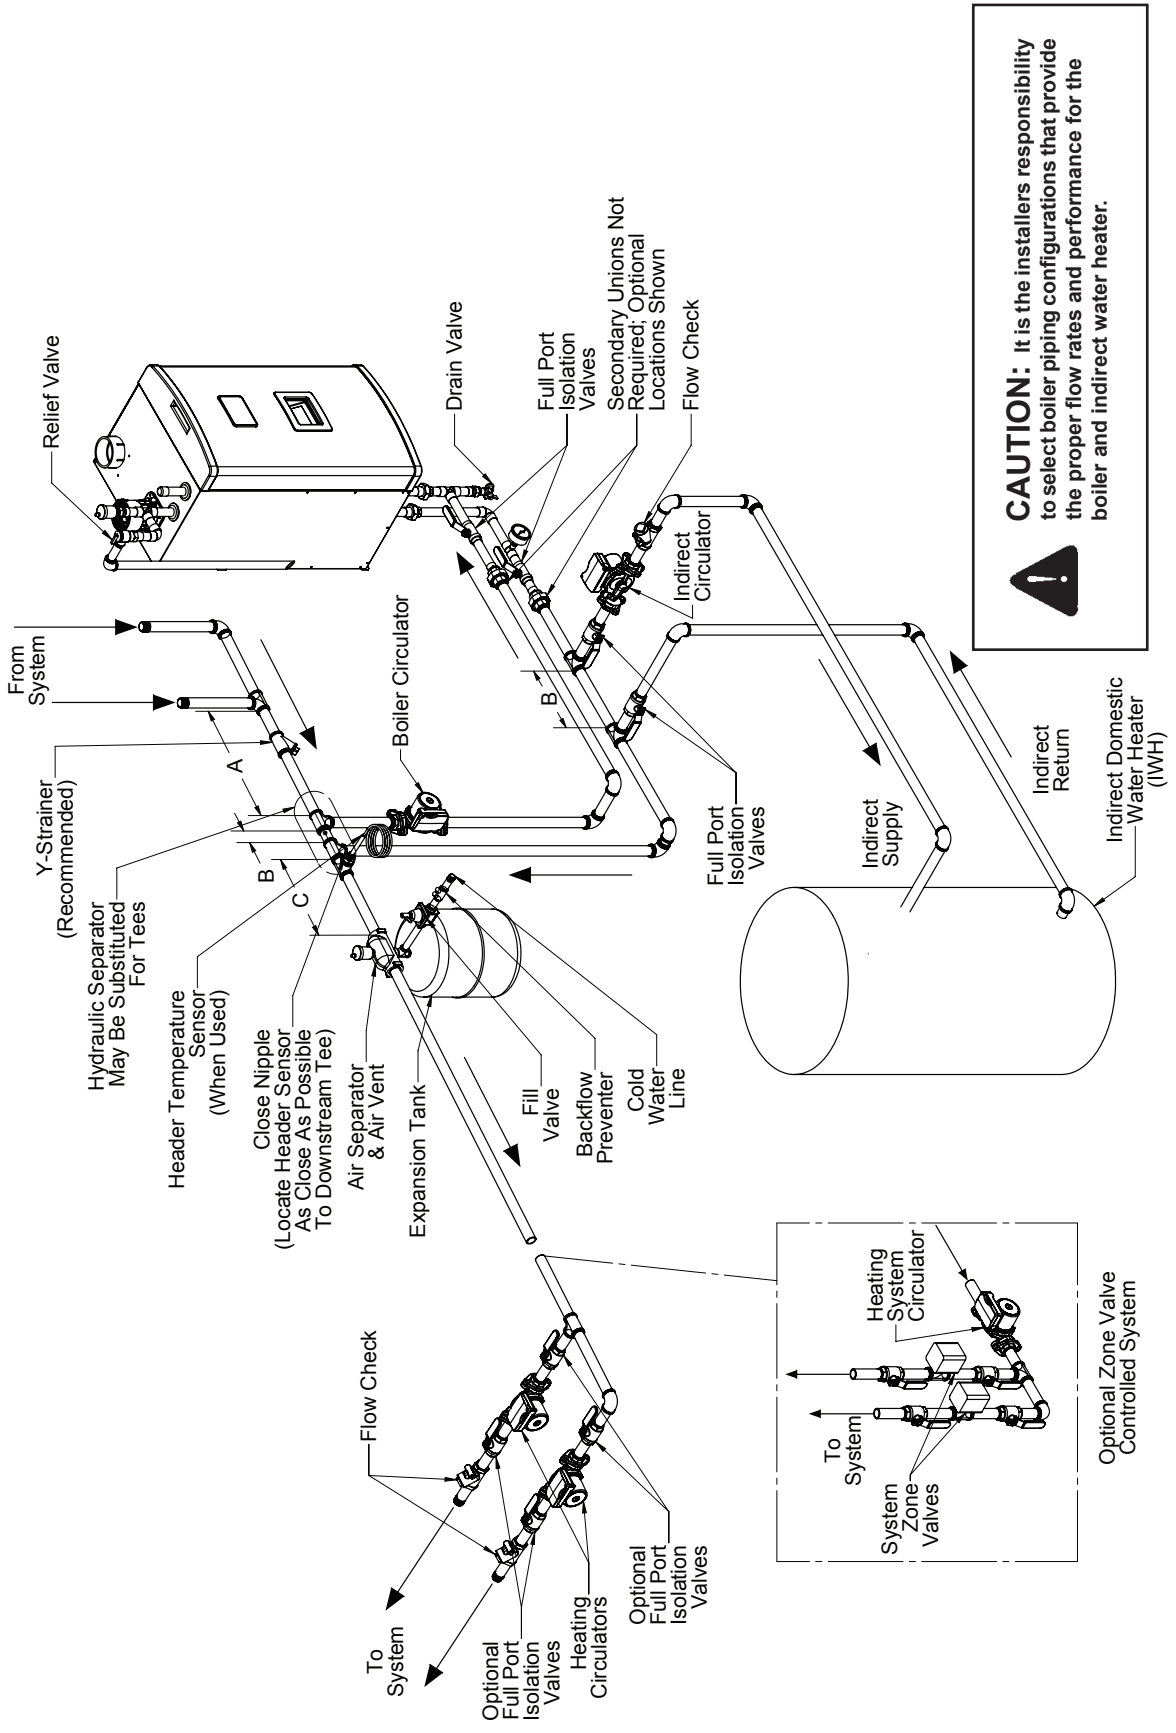 Relief Valve
From
System
Y-Strainer
(Recommended)
Hydraulic Separator
May Be Substituted
For Tees
Header Temperature
Sensor
(When Used)
Close Nipple
(Locate Header Sensor
As Close As Possible
To Downstream Tee)
Air Separator
& Air Vent
Expansion Tank
A
B
C
Boiler Circulator
Drain Valve
Full Port
Isolation
Valves
Secondary Unions Not
Required; Optional
Locations Shown
Flow Check
B
Indirect
Circulator
Full Port
Isolation
Valves
Fill
Valve
Backflow
Preventer
Cold
Water
Line
Indirect
Supply
Indirect
Return
Indirect Domestic
Water Heater
(IWH)
Flow Check
To
System
Optional
Full Port
Isolation
Valves
Heating
Circulators
Optional
Full Port
Isolation
Valves
To
System
System
Zone
Valves
Heating
System
Circulator
Optional Zone Valve
Controlled System
CAUTION: It is the installers responsibility
to select boiler piping configurations that provide
the proper flow rates and performance for the
boiler and indirect water heater.